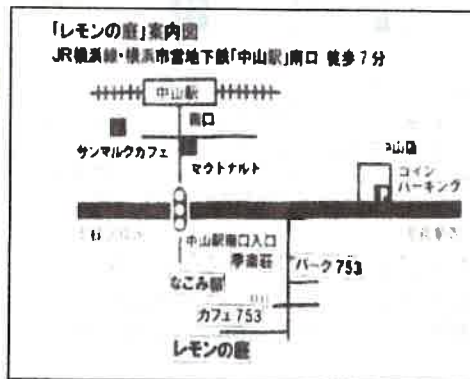 「レモンの庭」案内図
JR横浜線・横浜市営地下鉄「中山駅」南口 徒歩7分
中山駅
南口
サンマルクカフェ
マクドナルド
コイン
パーキング
P
中山駅南口入口
季楽荘
パーク753
なごみ邸
カフェ753
レモンの庭